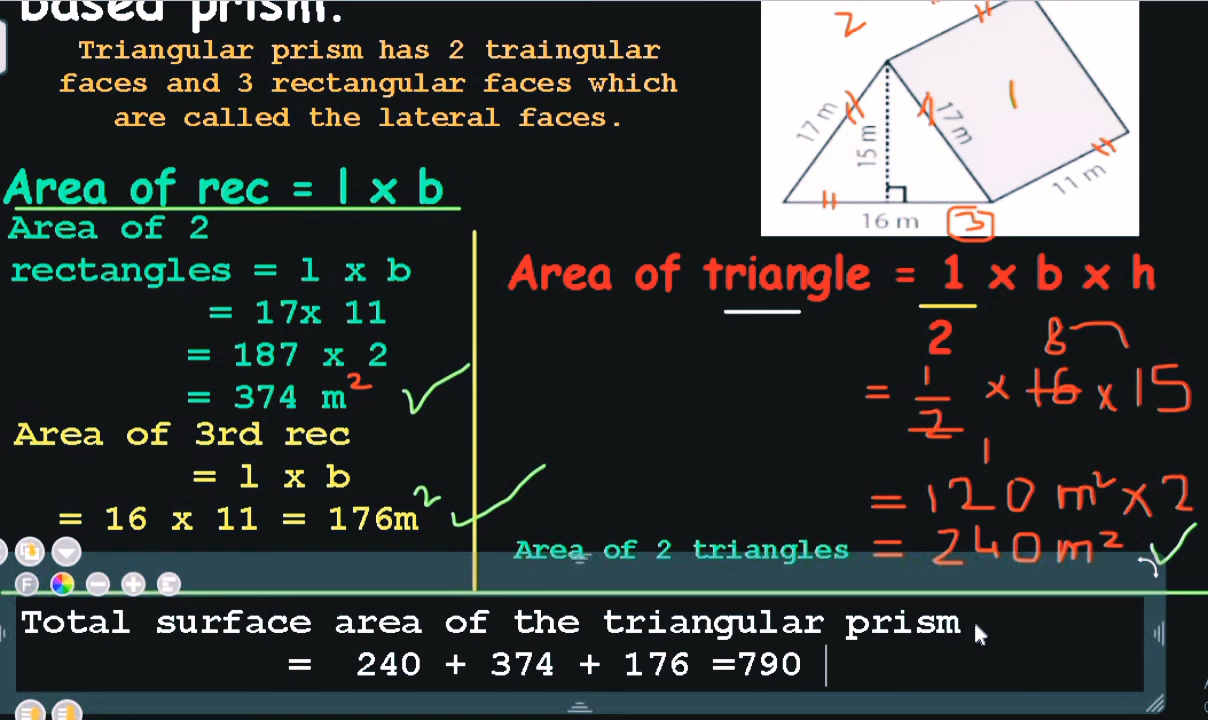 based prism.
Triangular prism has 2 traingular
faces and 3 rectangular faces which
are called the lateral faces.
2
1
17 m
15 m
17 m
11 m
16 m
3
Area of rec = l x b
Area of 2
rectangles = l x b
= 17x 11
= 187 x 2
= 374 m²
Area of 3rd rec
= l x b
= 16 x 11 = 176m²
Area of triangle = 1 x b x h
2
8
= 1/2 x 16 x 15
1
= 120 m² x 2
Area of 2 triangles = 240 m²
F
Total surface area of the triangular prism
= 240 + 374 + 176 =790